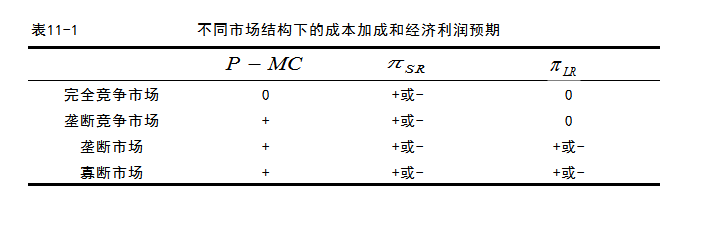 表11-1 不同市场结构下的成本加成和经济利润预期
P − MC π SR π LR
完全竞争市场 0 +或- 0
垄断竞争市场 + +或- 0
垄断市场 + +或- +或-
寡断市场 + +或- +或-